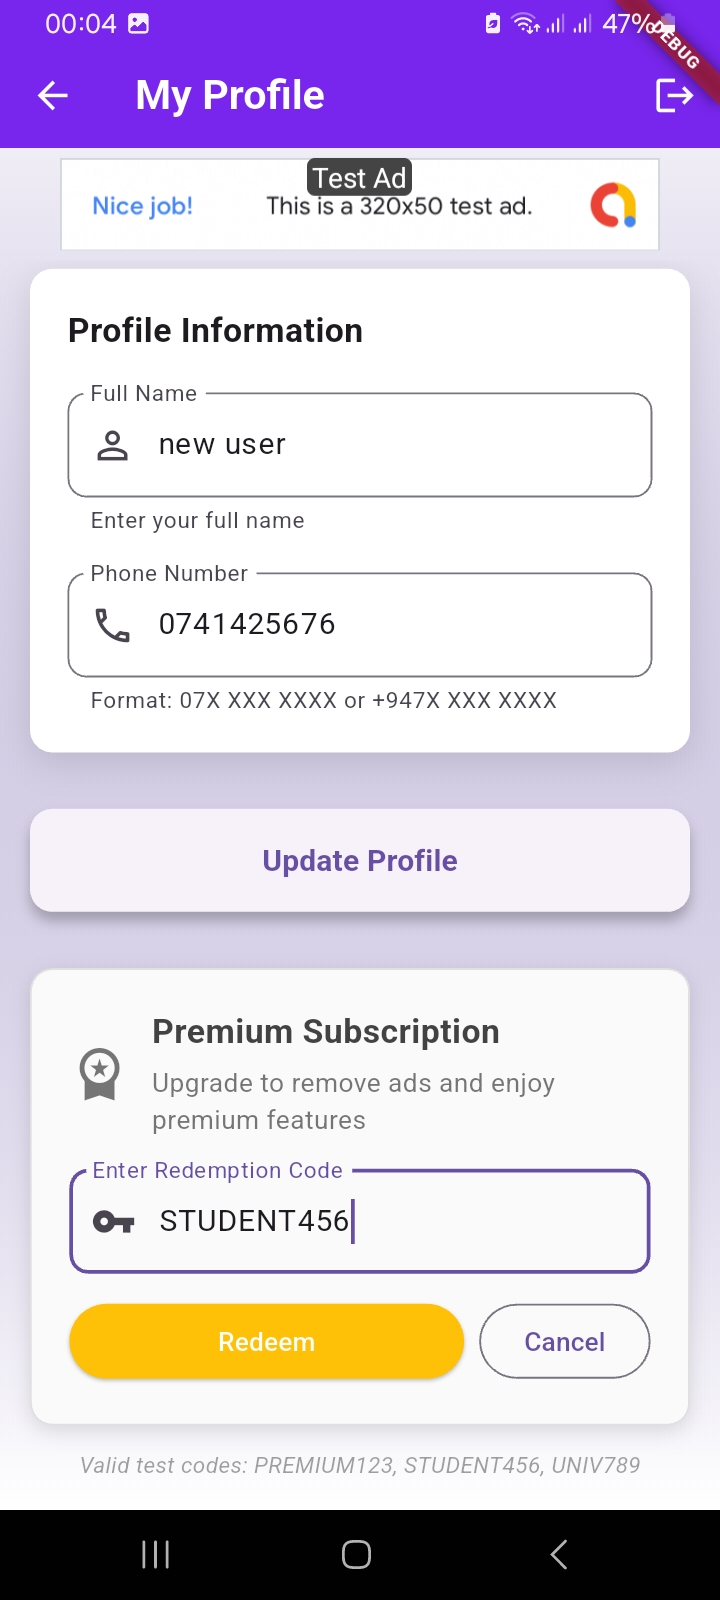 00:04
47%
DEBUG
My Profile
Test Ad
Nice job!
This is a 320x50 test ad.
Profile Information
Full Name
new user
Enter your full name
Phone Number
0741425676
Format: 07X XXX XXXX or +947X XXX XXXX
Update Profile
Premium Subscription
Upgrade to remove ads and enjoy
premium features
Enter Redemption Code
STUDENT456
Redeem
Cancel
Valid test codes: PREMIUM123, STUDENT456, UNIV789